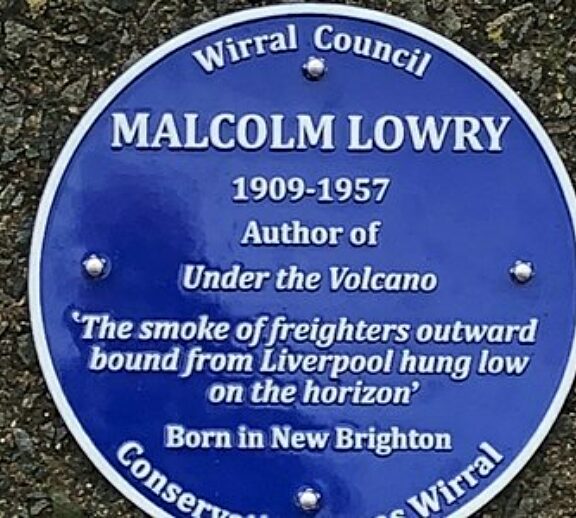 Wirral Council
MALCOLM LOWRY
1909-1957
Author of
Under the Volcano
‘The smoke of freighters outward
bound from Liverpool hung low
on the horizon’
Born in New Brighton
Wirral